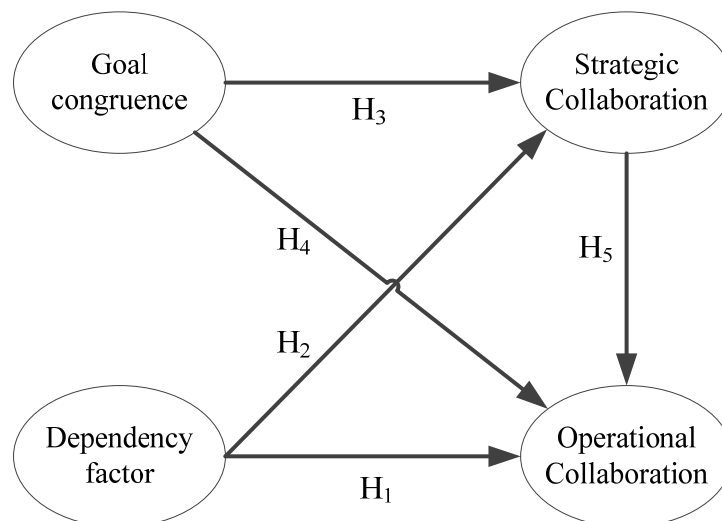 Goal
congruence
Strategic
Collaboration
H₃
H₄
H₅
H₂
Dependency
factor
Operational
Collaboration
H₁